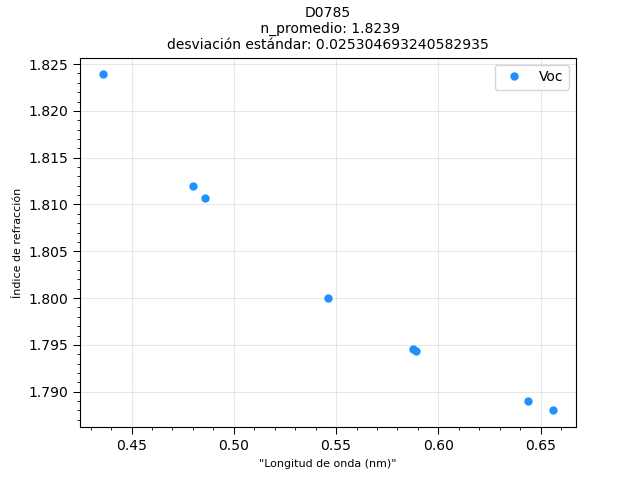 D0785
n_promedio: 1.8239
desviación estándar: 0.025304693240582935
1.825
1.820
1.815
1.810
1.805
1.800
1.795
1.790
Índice de refracción
Voc
0.45
0.50
0.55
0.60
0.65
"Longitud de onda (nm)"